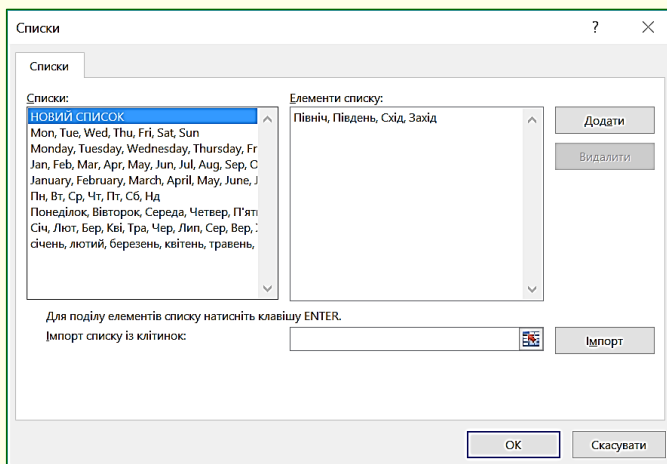 Списки
Списки
Списки:
НОВИЙ СПИСОК
Mon, Tue, Wed, Thu, Fri, Sat, Sun
Monday, Tuesday, Wednesday, Thursday, Fr
Jan, Feb, Mar, Apr, May, Jun, Jul, Aug, Sep, O
January, February, March, April, May, June, J
Пн, Вт, Ср, Чт, Пт, Сб, Нд
Понеділок, Вівторок, Середа, Четвер, П'ятн
Січ, Лют, Бер, Кві, Тра, Чер, Лип, Сер, Вер,
січень, лютий, березень, квітень, травень,
Елементи списку:
Північ, Південь, Схід, Захід
Додати
Видалити
Для поділу елементів списку натисніть клавішу ENTER.
Імпорт списку із клітинок:
Імпорт
ОК
Скасувати